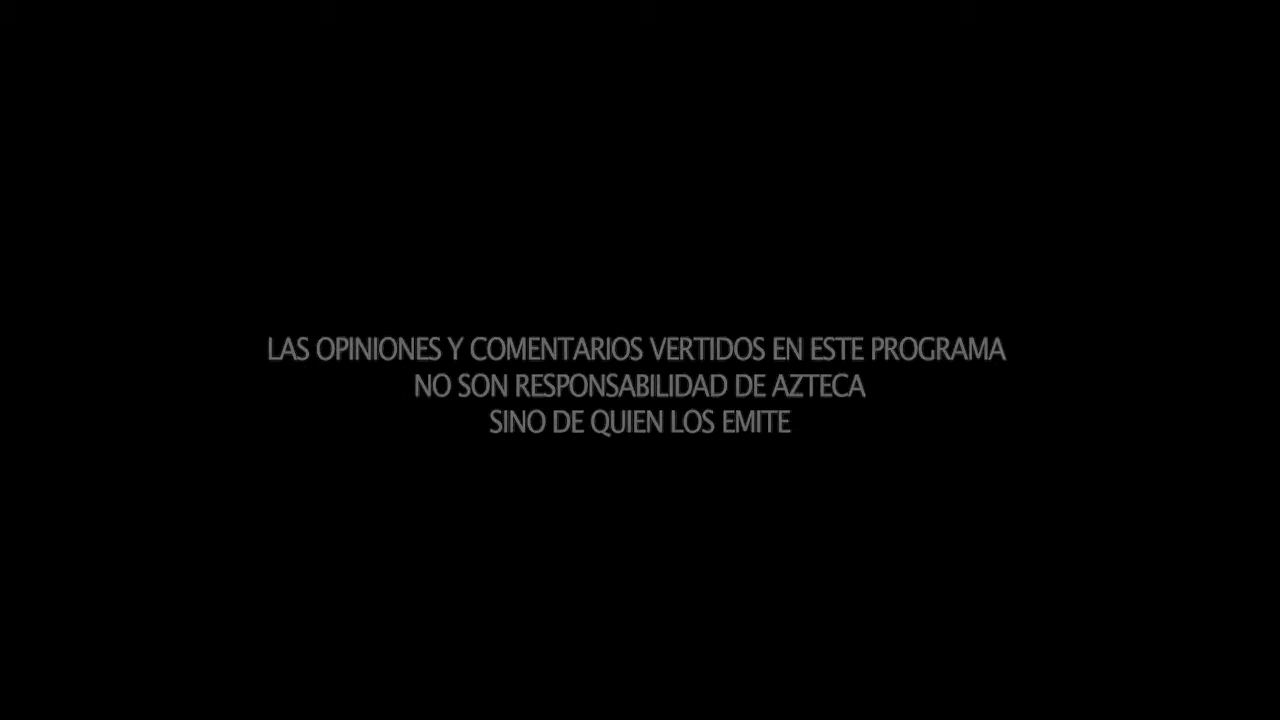 LAS OPINIONES Y COMENTARIOS VERTIDOS EN ESTE PROGRAMA
NO SON RESPONSABILIDAD DE AZTECA
SINO DE QUIEN LOS EMITE